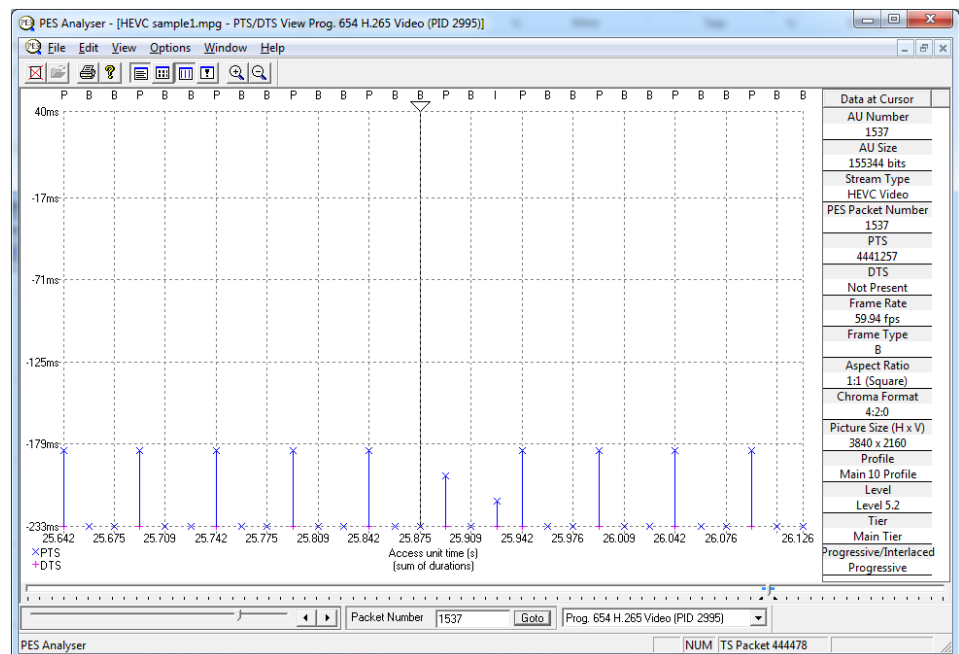 PES Analyser - [HEVC sample1.mpg - PTS/DTS View Prog. 654 H.265 Video (PID 2995)]
File Edit View Options Window Help
P B B P B B P B B P B B P B B P B I P B B P B B P B B P B B
40ms
-17ms
-71ms
-125ms
-179ms
-233ms
25.642 25.675 25.709 25.742 25.775 25.809 25.842 25.875 25.909 25.942 25.976 26.009 26.042 26.076 26.126
×PTS
+DTS
Access unit time (s)
(sum of durations)
Data at Cursor
AU Number
1537
AU Size
155344 bits
Stream Type
HEVC Video
PES Packet Number
1537
PTS
4441257
DTS
Not Present
Frame Rate
59.94 fps
Frame Type
B
Aspect Ratio
1:1 (Square)
Chroma Format
4:2:0
Picture Size (H x V)
3840 x 2160
Profile
Main 10 Profile
Level
Level 5.2
Tier
Main Tier
Progressive/Interlaced
Progressive
Packet Number 1537 Goto Prog. 654 H.265 Video (PID 2995)
PES Analyser NUM TS Packet 444478